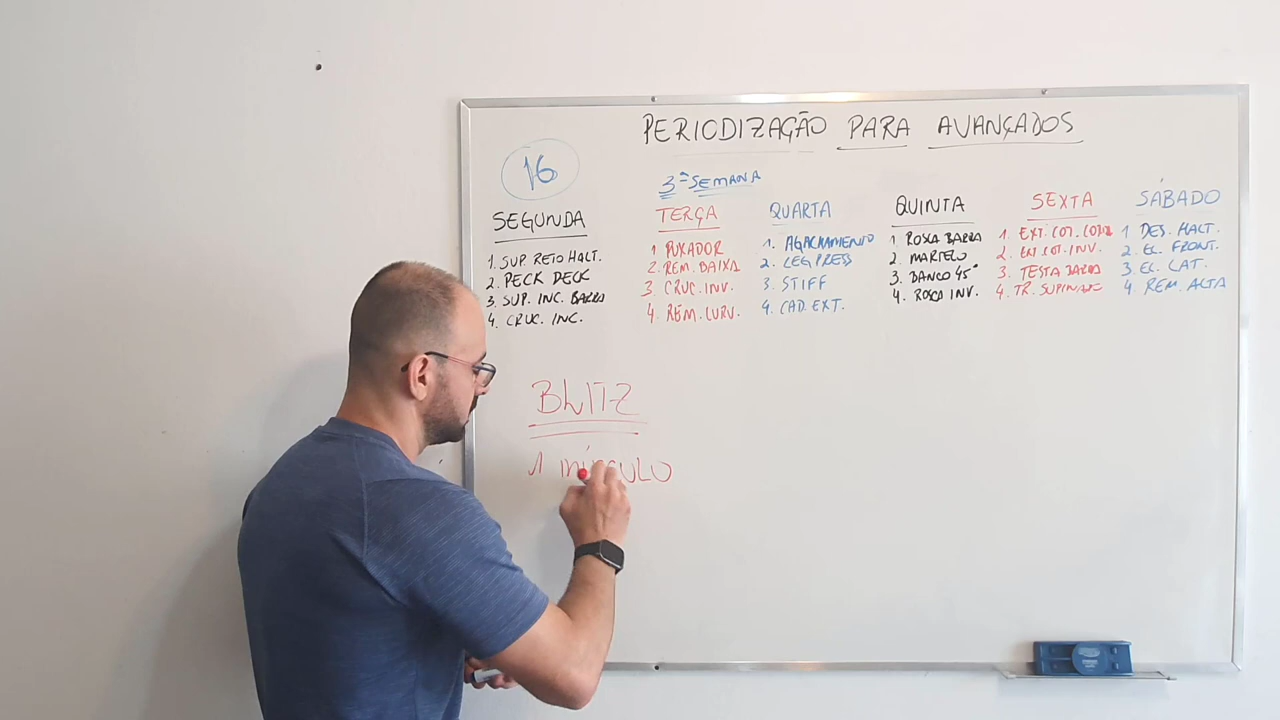 PERIODIZAÇÃO PARA AVANÇADOS
16
3ª SEMANA
SEGUNDA
1. SUP. RETO HALT.
2. PECK DECK
3. SUP. INC. BARRA
4. CRUC. INC.
TERÇA
1 PUXADOR
2. REM. BAIXA
3. CRUC. INV.
4. REM. CURV.
QUARTA
1. AGACHAMENTO
2. LEG PRESS
3. STIFF
4. CAD. EXT.
QUINTA
1. ROSCA BARRA
2. MARTELO
3. BANCO 45°
4. ROSCA INV.
SEXTA
1. EXT. COT. CORDA
2. EXT. COT. INV.
3. TESTA BARRA
4. TR. SUPINADO
SÁBADO
1 DES. HALT.
2. EL. FRONT.
3. EL. LAT.
4. REM. ALTA
BLITZ
1 MÚSCULO